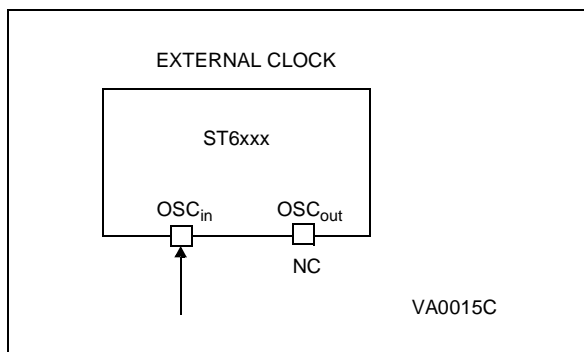 EXTERNAL CLOCK
ST6xxx
OSCin OSCout
NC
VA0015C